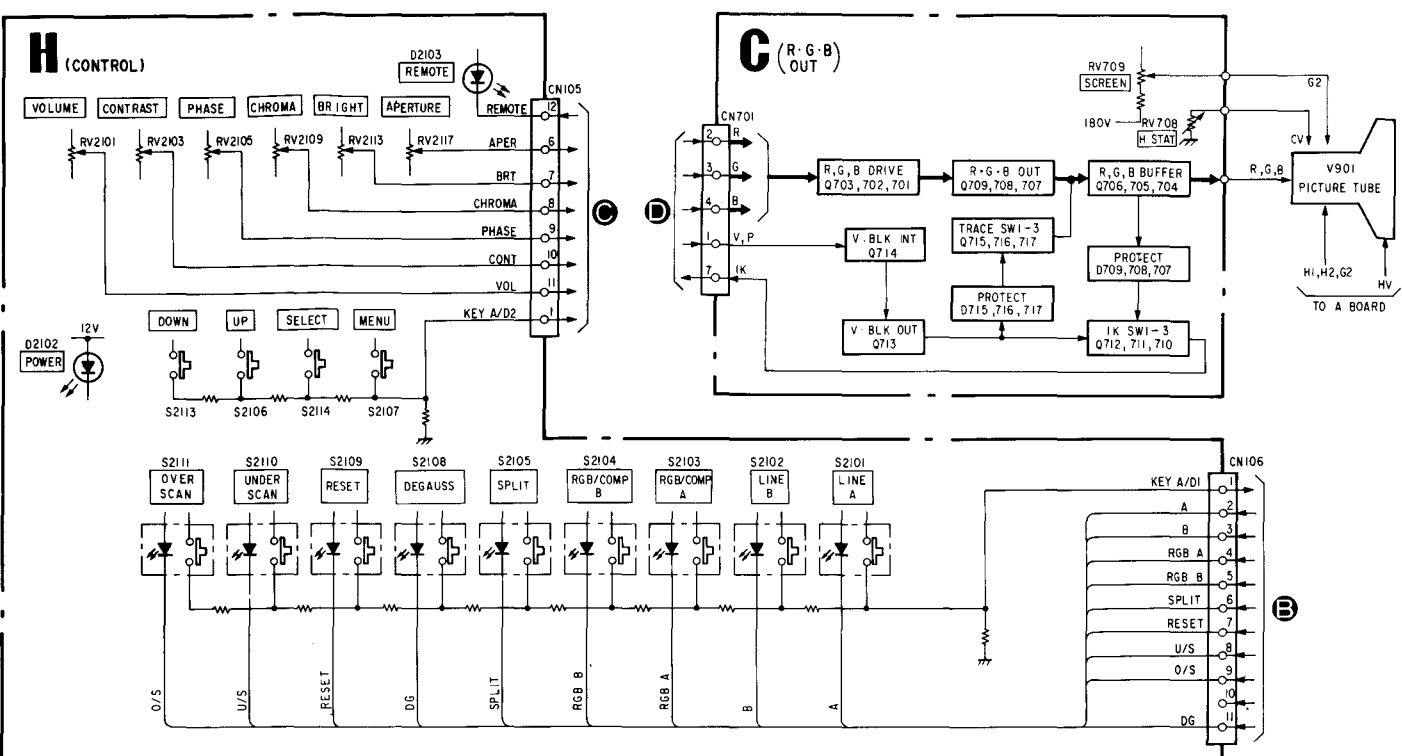 H (CONTROL)
D2103
REMOTE
CN105
VOLUME CONTRAST PHASE CHROMA BRIGHT APERTURE
RV2101 RV2103 RV2105 RV2109 RV2113 RV2117
REMOTE 12
APER 6
BRT 7
CHROMA 8
PHASE 9
CONT 10
VOL 11
KEY A/D2 1
C
12V
D2102
POWER
DOWN UP SELECT MENU
S2113 S2106 S2114 S2107
C (R·G·B OUT)
CN701
2 R
3 G
4 B
1 V,P
7 IK
D
R,G,B DRIVE
Q703,702,701
R·G·B OUT
Q709,708,707
R,G,B BUFFER
Q706,705,704
V·BLK INT
Q714
TRACE SW1-3
Q715,716,717
PROTECT
D709,708,707
PROTECT
D715,716,717
V·BLK OUT
Q713
IK SW1-3
Q712,711,710
RV709
SCREEN
180V
RV708
H STAT
G2
CV
R,G,B
V901
PICTURE TUBE
H1,H2,G2
HV
TO A BOARD
S2111 S2110 S2109 S2108 S2105 S2104 S2103 S2102 S2101
OVER SCAN
UNDER SCAN
RESET
DEGAUSS
SPLIT
RGB/COMP B
RGB/COMP A
LINE B
LINE A
O/S U/S RESET DG SPLIT RGB B RGB A B A
CN106
KEY A/D1 1
A 2
B 3
RGB A 4
RGB B 5
SPLIT 6
RESET 7
U/S 8
O/S 9
10
DG 11
B